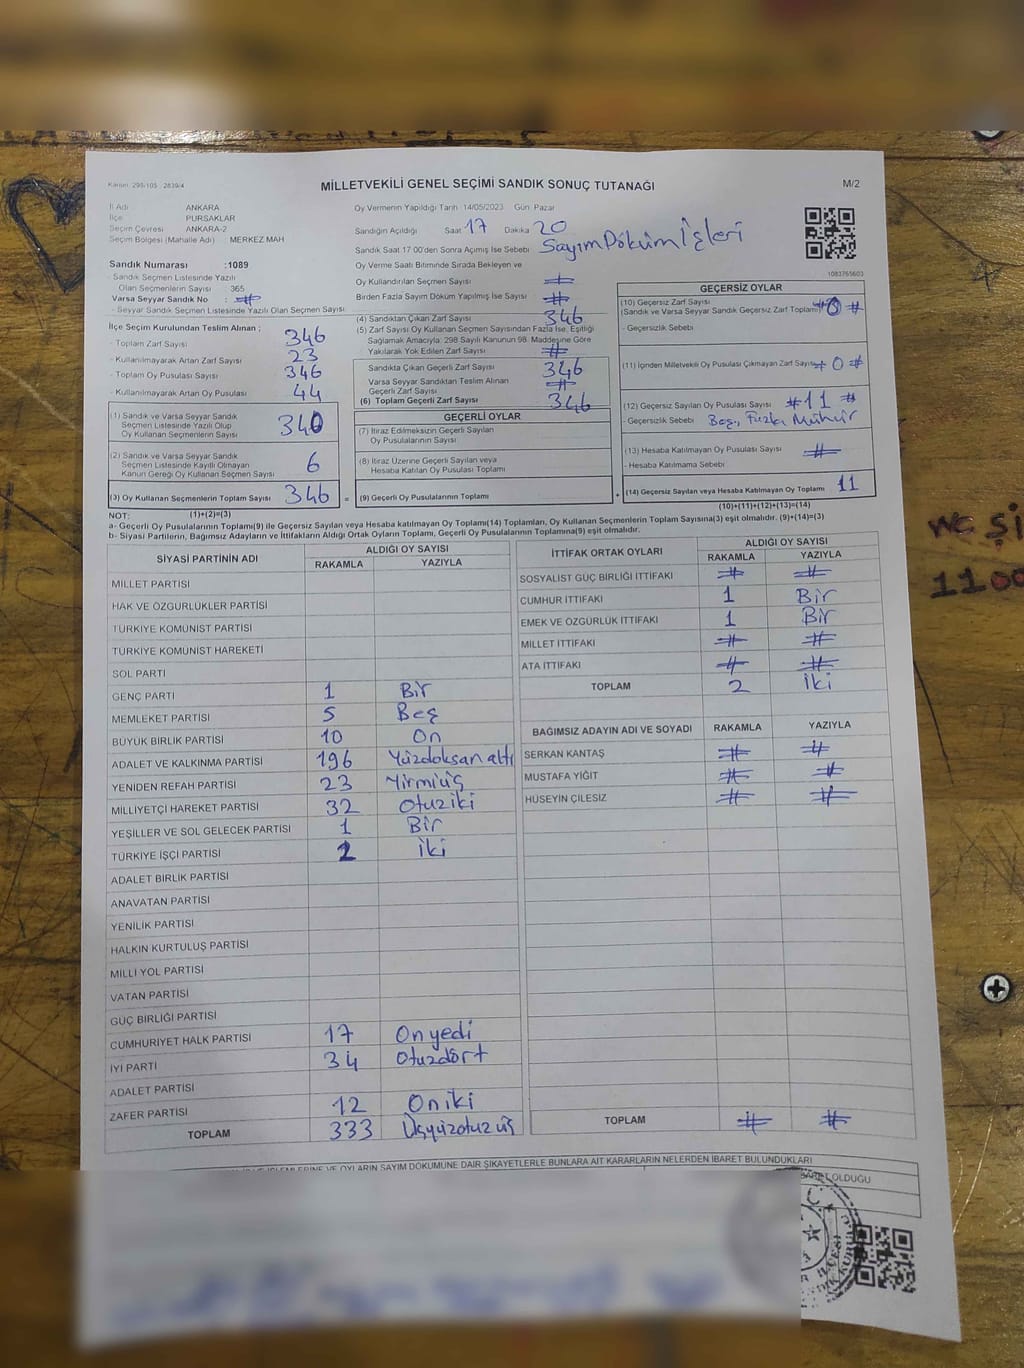 Karası: 298/105 2839/4
MİLLETVEKİLİ GENEL SEÇİMİ SANDIK SONUÇ TUTANAĞI
M/2
İl Adı ANKARA
İlçe PURSAKLAR
Seçim Çevresi ANKARA-2
Seçim Bölgesi (Mahalle Adı) : MERKEZ MAH
Sandık Numarası :1089
- Sandık Seçmen Listesinde Yazılı
Olan Seçmenlerin Sayısı : 365
Varsa Seyyar Sandık No : #
- Seyyar Sandık Seçmen Listesinde Yazılı Olan Seçmen Sayısı
İlçe Seçim Kurulundan Teslim Alınan ;
- Toplam Zarf Sayısı 346
- Kullanılmayarak Artan Zarf Sayısı 23
- Toplam Oy Pusulası Sayısı 346
- Kullanılmayarak Artan Oy Pusulası 44
(1) Sandık ve Varsa Seyyar Sandık
Seçmen Listesinde Yazılı Olup
Oy Kullanan Seçmenlerin Sayısı 340
(2) Sandık ve Varsa Seyyar Sandık
Seçmen Listesinde Kayıtlı Olmayan
Kanun Gereği Oy Kullanan Seçmen Sayısı 6
(3) Oy Kullanan Seçmenlerin Toplam Sayısı 346 =
Oy Vermenin Yapıldığı Tarih 14/05/2023 Gün: Pazar
Sandığın Açıldığı Saat 17 Dakika 20
Sandık Saat 17:00'den Sonra Açılmış İse Sebebi Sayım Döküm İşleri
Oy Verme Saati Bitiminde Sırada Bekleyen ve
Oy Kullandırılan Seçmen Sayısı #
Birden Fazla Sayım Döküm Yapılmış İse Sayısı #
(4) Sandıktan Çıkan Zarf Sayısı 346
(5) Zarf Sayısı Oy Kullanan Seçmen Sayısından Fazla İse, Eşitliği
Sağlamak Amacıyla; 298 Sayılı Kanunun 98. Maddesine Göre
Yakılarak Yok Edilen Zarf Sayısı #
Sandıkta Çıkan Geçerli Zarf Sayısı 346
Varsa Seyyar Sandıktan Teslim Alınan
Geçerli Zarf Sayısı #
(6) Toplam Geçerli Zarf Sayısı 346
GEÇERLİ OYLAR
(7) İtiraz Edilmeksizin Geçerli Sayılan
Oy Pusulalarının Sayısı
(8) İtiraz Üzerine Geçerli Sayılan veya
Hesaba Katılan Oy Pusulası Toplamı
(9) Geçerli Oy Pusulalarının Toplamı +
1083765603
GEÇERSİZ OYLAR
(10) Geçersiz Zarf Sayısı
(Sandık ve Varsa Seyyar Sandık Geçersiz Zarf Toplamı) # 0 #
- Geçersizlik Sebebi
(11) İçinden Milletvekili Oy Pusulası Çıkmayan Zarf Sayısı # 0 #
(12) Geçersiz Sayılan Oy Pusulası Sayısı # 11 #
- Geçersizlik Sebebi Boş, Fazla Mühür
(13) Hesaba Katılmayan Oy Pusulası Sayısı #
- Hesaba Katılmama Sebebi
(14) Geçersiz Sayılan veya Hesaba Katılmayan Oy Toplamı 11
NOT: (1)+(2)=(3) (10)+(11)+(12)+(13)=(14)
a- Geçerli Oy Pusulalarının Toplamı(9) ile Geçersiz Sayılan veya Hesaba katılmayan Oy Toplamı(14) Toplamları, Oy Kullanan Seçmenlerin Toplam Sayısına(3) eşit olmalıdır. (9)+(14)=(3)
b- Siyasi Partilerin, Bağımsız Adayların ve İttifakların Aldığı Ortak Oyların Toplamı, Geçerli Oy Pusulalarının Toplamına(9) eşit olmalıdır.
SİYASİ PARTİNİN ADI ALDIĞI OY SAYISI
RAKAMLA YAZIYLA
MİLLET PARTİSİ
HAK VE ÖZGÜRLÜKLER PARTİSİ
TÜRKİYE KOMÜNİST PARTİSİ
TÜRKİYE KOMÜNİST HAREKETİ
SOL PARTİ
GENÇ PARTİ 1 Bir
MEMLEKET PARTİSİ 5 Beş
BÜYÜK BİRLİK PARTİSİ 10 On
ADALET VE KALKINMA PARTİSİ 196 Yüzdoksanaltı
YENİDEN REFAH PARTİSİ 23 Yirmiüç
MİLLİYETÇİ HAREKET PARTİSİ 32 Otuziki
YEŞİLLER VE SOL GELECEK PARTİSİ 1 Bir
TÜRKİYE İŞÇİ PARTİSİ 2 İki
ADALET BİRLİK PARTİSİ
ANAVATAN PARTİSİ
YENİLİK PARTİSİ
HALKIN KURTULUŞ PARTİSİ
MİLLİ YOL PARTİSİ
VATAN PARTİSİ
GÜÇ BİRLİĞİ PARTİSİ
CUMHURİYET HALK PARTİSİ 17 Onyedi
İYİ PARTİ 34 Otuzdört
ADALET PARTİSİ
ZAFER PARTİSİ 12 Oniki
TOPLAM 333 Üçyüzotuzüç
İTTİFAK ORTAK OYLARI ALDIĞI OY SAYISI
RAKAMLA YAZIYLA
SOSYALİST GÜÇ BİRLİĞİ İTTİFAKI # #
CUMHUR İTTİFAKI 1 Bir
EMEK VE ÖZGÜRLÜK İTTİFAKI 1 Bir
MİLLET İTTİFAKI # #
ATA İTTİFAKI # #
TOPLAM 2 İki
BAĞIMSIZ ADAYIN ADI VE SOYADI RAKAMLA YAZIYLA
SERKAN KANTAŞ # #
MUSTAFA YİĞİT # #
HÜSEYİN ÇİLESİZ # #
TOPLAM # #
OYLARIN SAYIM DÖKÜMÜNE DAİR ŞİKAYETLERLE BUNLARA AİT KARARLARIN NELERDEN İBARET BULUNDUKLARI
OLDUĞU
WC Şİ
1100